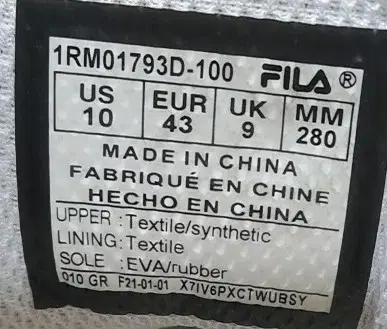 1RM01793D-100 FILA®
US EUR UK MM
10 43 9 280
MADE IN CHINA
FABRIQUÉ EN CHINE
HECHO EN CHINA
UPPER :Textile/synthetic
LINING: Textile
SOLE :EVA/rubber
010 GR F21-01-01 X7IV6PXCTWUBSY